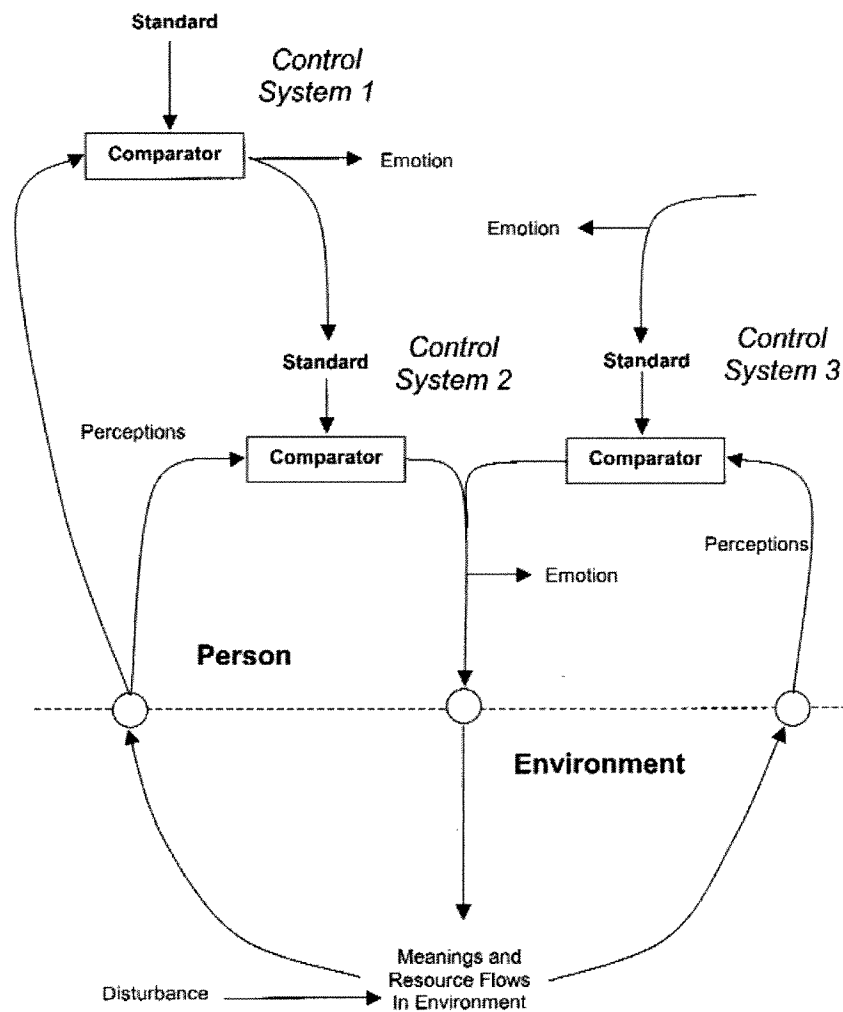 Standard
Control
System 1
Comparator
Emotion
Emotion
Standard
Control
System 2
Standard
Control
System 3
Perceptions
Comparator
Comparator
Perceptions
Emotion
Person
Environment
Meanings and
Resource Flows
In Environment
Disturbance